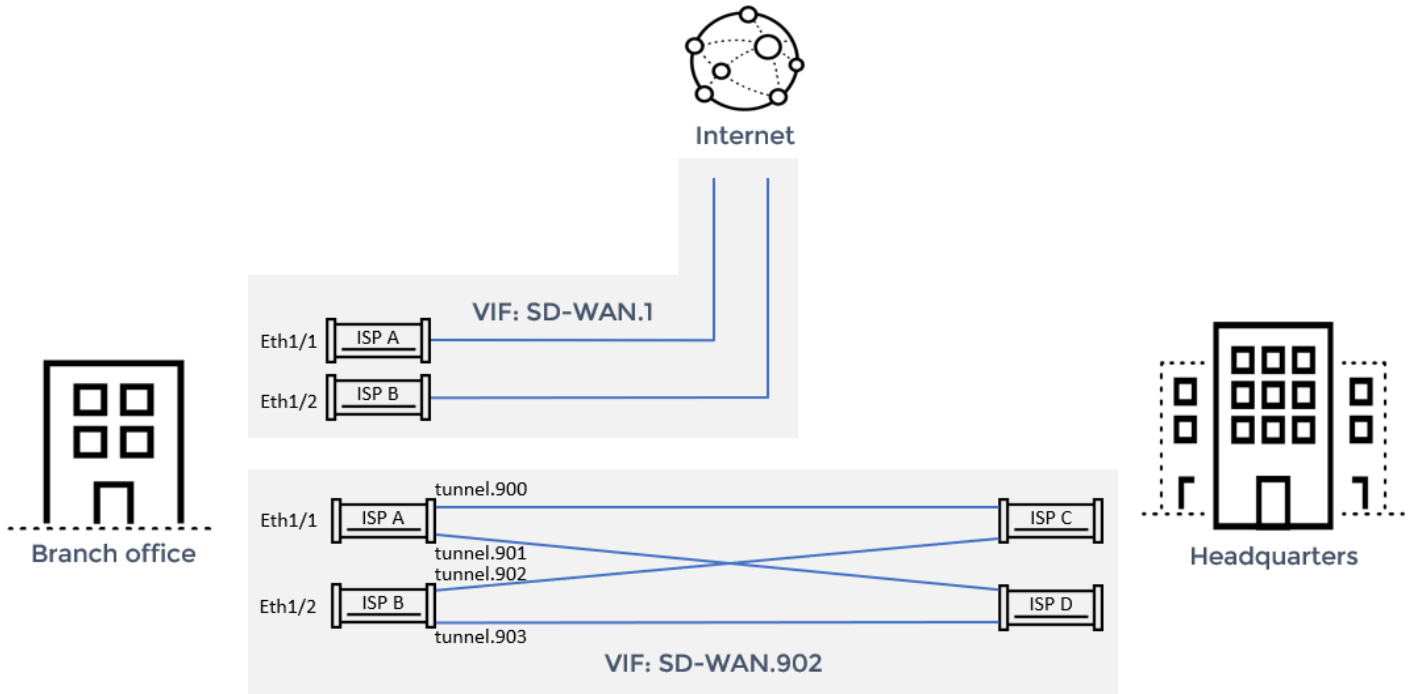 Internet
VIF: SD-WAN.1
Eth1/1
ISP A
Eth1/2
ISP B
tunnel.900
Eth1/1
ISP A
ISP C
Branch office
Headquarters
tunnel.901
tunnel.902
Eth1/2
ISP B
ISP D
tunnel.903
VIF: SD-WAN.902